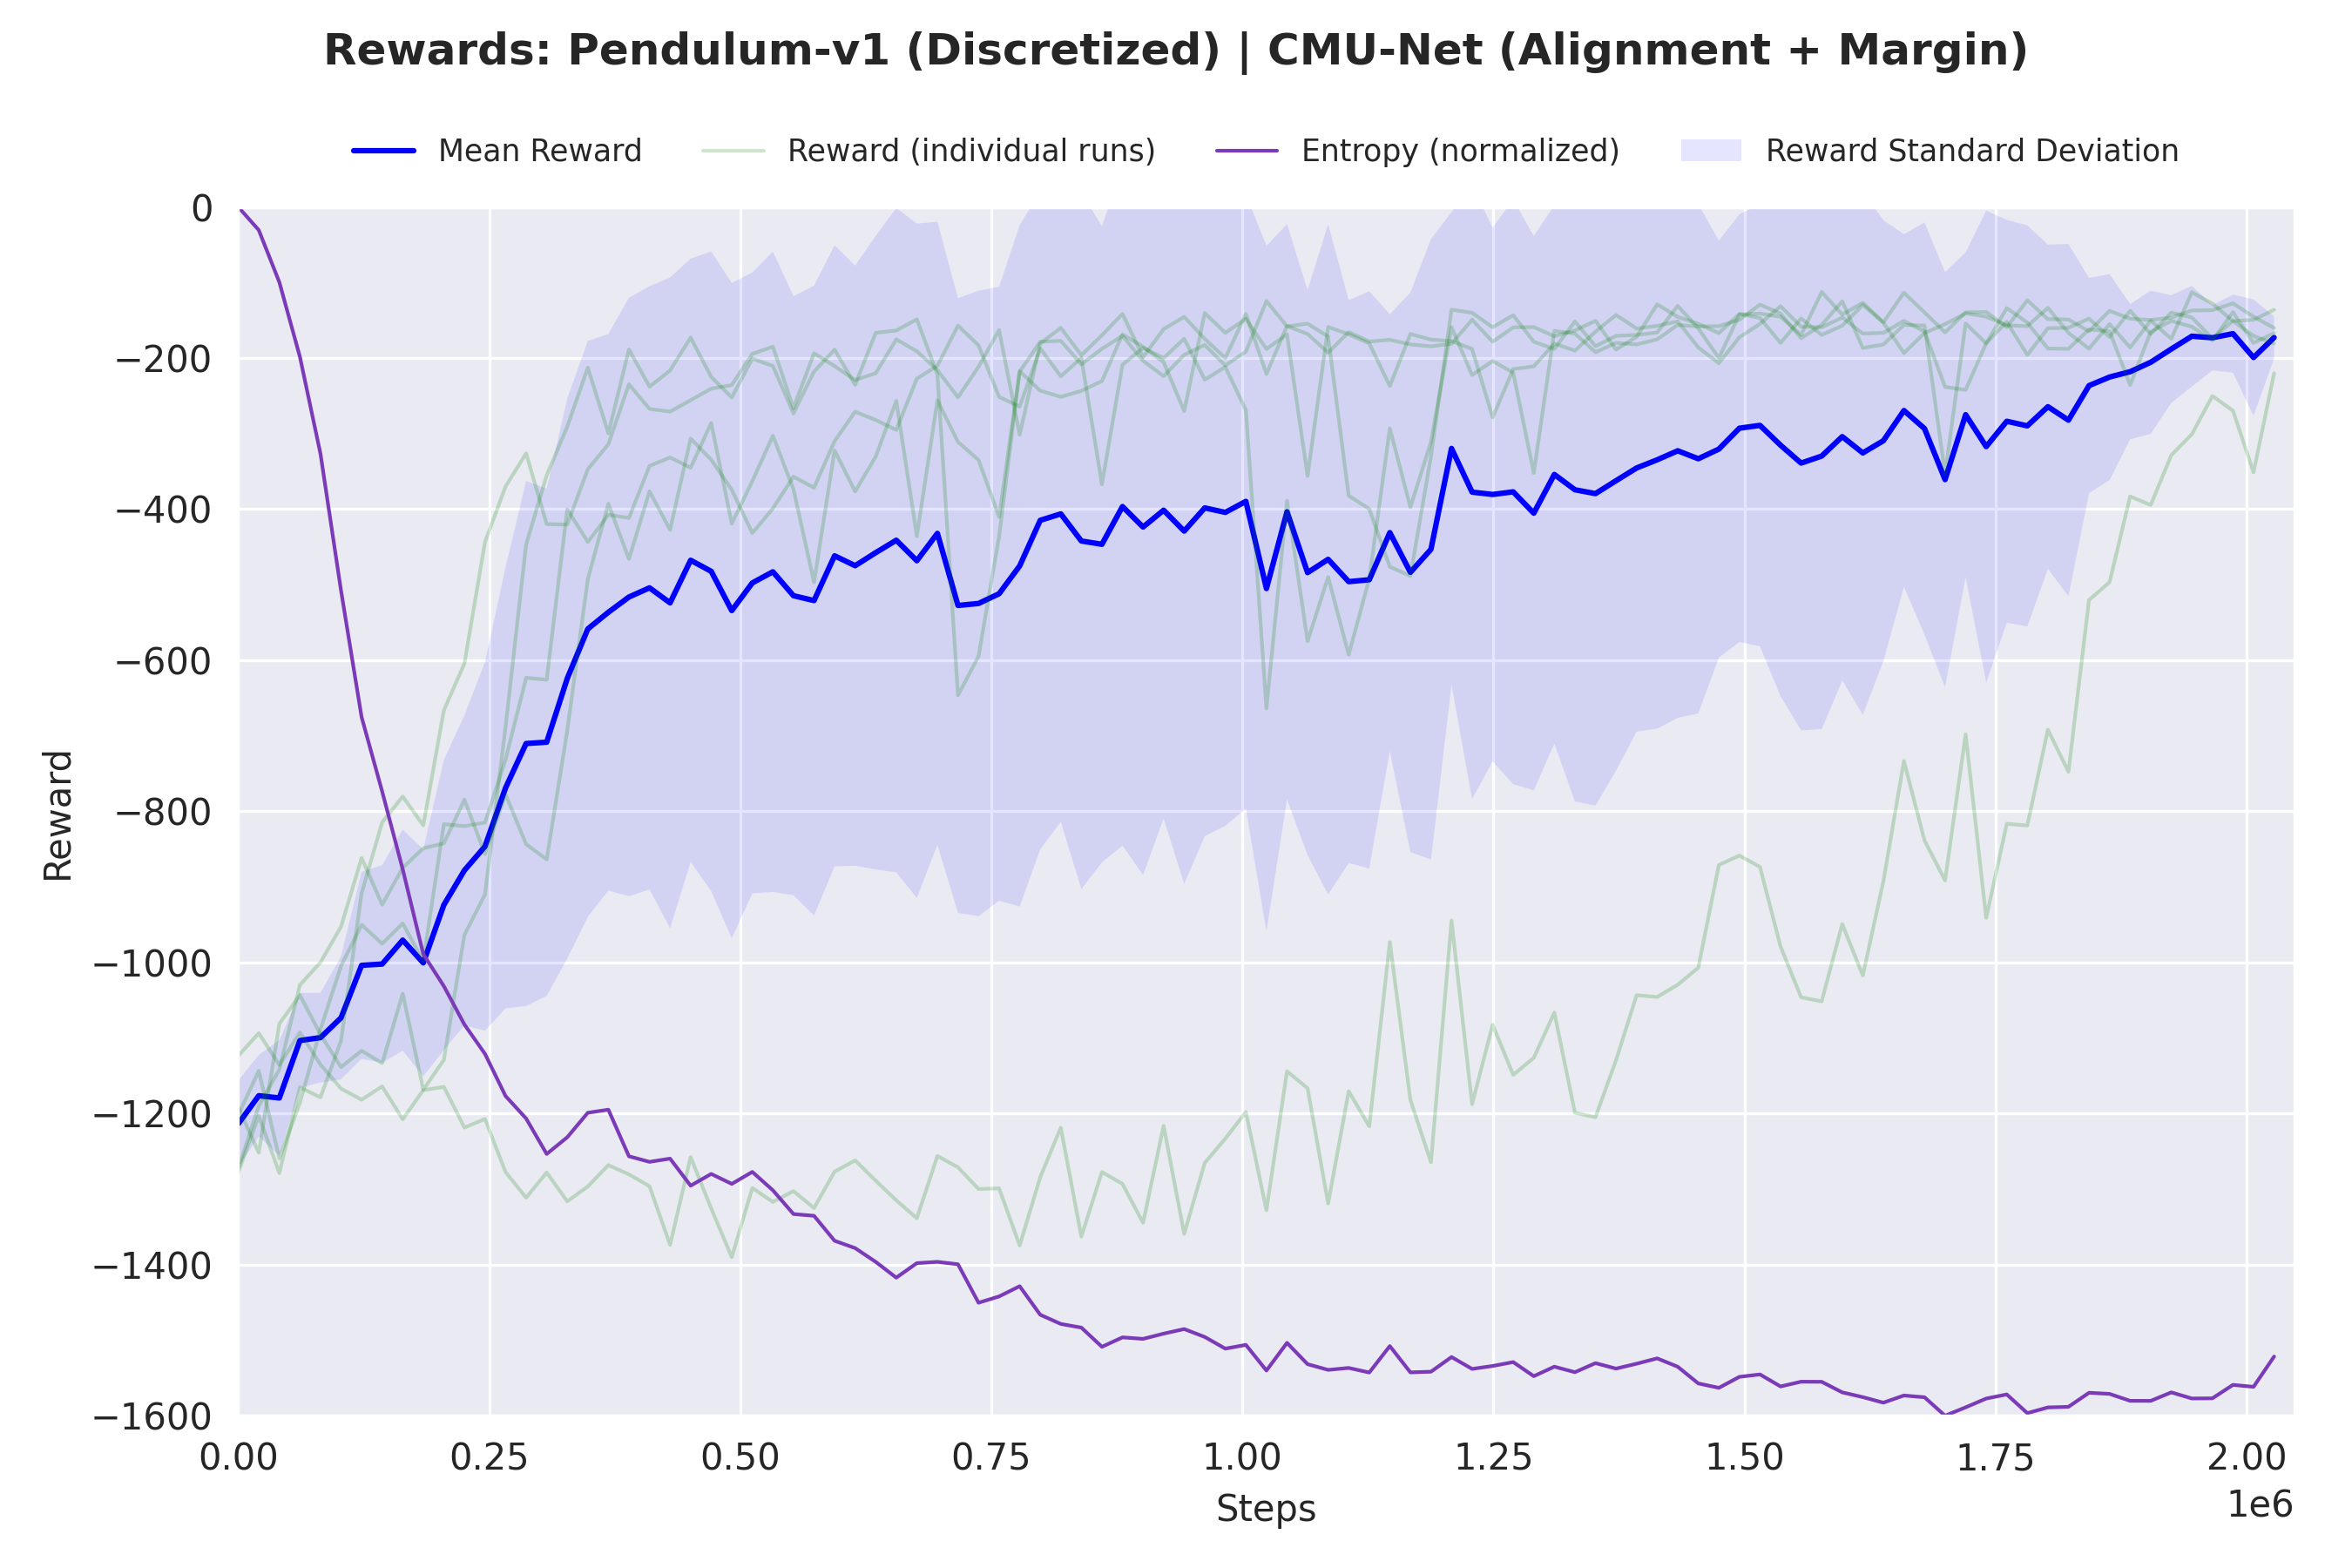 Rewards: Pendulum-v1 (Discretized) | CMU-Net (Alignment + Margin)
Mean Reward Reward (individual runs) Entropy (normalized) Reward Standard Deviation
0
−200
−400
−600
−800
−1000
−1200
−1400
−1600
Reward
0.00 0.25 0.50 0.75 1.00 1.25 1.50 1.75 2.00
Steps
1e6